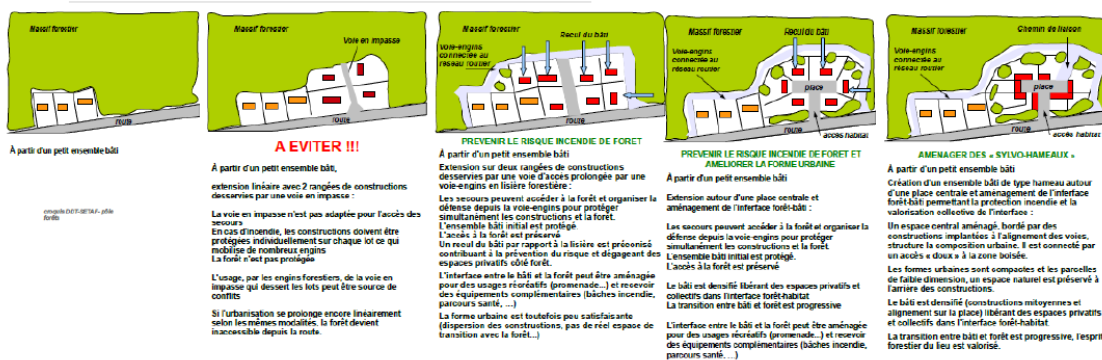 Massif forestier
route
À partir d'un petit ensemble bâti
croquis DDT-SETAF- pôle
forêts
Massif forestier
Voie en impasse
route
A EVITER !!!
À partir d'un petit ensemble bâti,
extension linéaire avec 2 rangées de constructions
desservies par une voie en impasse :
La voie en impasse n'est pas adaptée pour l'accès des
secours
En cas d'incendie, les constructions doivent être
protégées individuellement sur chaque lot ce qui
mobilise de nombreux engins
La forêt n'est pas protégée
L'usage, par les engins forestiers, de la voie en
impasse qui dessert les lots peut être source de
conflits
Si l'urbanisation se prolonge encore linéairement
selon les mêmes modalités, la forêt devient
inaccessible depuis la route.
Massif forestier
Recul du bâti
Voie-engins
connectée au
réseau routier
route
PREVENIR LE RISQUE INCENDIE DE FORET
À partir d'un petit ensemble bâti
Extension sur deux rangées de constructions
desservies par une voie d'accès prolongée par une
voie-engins en lisière forestière :
Les secours peuvent accéder à la forêt et organiser la
défense depuis la voie-engins pour protéger
simultanément les constructions et la forêt.
L'ensemble bâti initial est protégé.
L'accès à la forêt est préservé
Un recul du bâti par rapport à la lisière est préconisé
contribuant à la prévention du risque et dégageant des
espaces privatifs côté forêt.
L'interface entre le bâti et la forêt peut être aménagée
pour des usages récréatifs (promenade...) et recevoir
des équipements complémentaires (bâches incendie,
parcours santé, ...)
La forme urbaine est toutefois peu satisfaisante
(dispersion des constructions, pas de réel espace de
transition avec la forêt...)
Massif forestier
Recul du bâti
Voie-engins
connectée au
réseau routier
place
route
accès habitat
PREVENIR LE RISQUE INCENDIE DE FORET ET
AMELIORER LA FORME URBAINE
À partir d'un petit ensemble bâti
Extension autour d'une place centrale et
aménagement de l'interface forêt-bâti :
Les secours peuvent accéder à la forêt et organiser la
défense depuis la voie-engins pour protéger
simultanément les constructions et la forêt
L'ensemble bâti initial est protégé.
L'accès à la forêt est préservé
Le bâti est densifié libérant des espaces privatifs et
collectifs dans l'interface forêt-habitat
La transition entre bâti et forêt est progressive
L'interface entre le bâti et la forêt peut être aménagée
pour des usages récréatifs (promenade...) et recevoir
des équipements complémentaires (bâches incendie,
parcours santé, ...)
Massif forestier
Chemin de liaison
Voie-engins
connectée au
réseau routier
place
route
accès habitat
AMENAGER DES « SYLVO-HAMEAUX »
À partir d'un petit ensemble bâti
Création d'un ensemble bâti de type hameau autour
d'une place centrale et aménagement de l'interface
forêt-bâti permettant la protection incendie et la
valorisation collective de l'interface :
Un espace central aménagé, bordé par des
constructions implantées à l'alignement des voies,
structure la composition urbaine. Il est connecté par
un accès « doux » à la zone boisée.
Les formes urbaines sont compactes et les parcelles
de faible dimension, un espace naturel est préservé à
l'arrière des constructions.
Le bâti est densifié (constructions mitoyennes et
alignement sur la place) libérant des espaces privatifs
et collectifs dans l'interface forêt-habitat.
La transition entre bâti et forêt est progressive, l'esprit
forestier du lieu est valorisé.